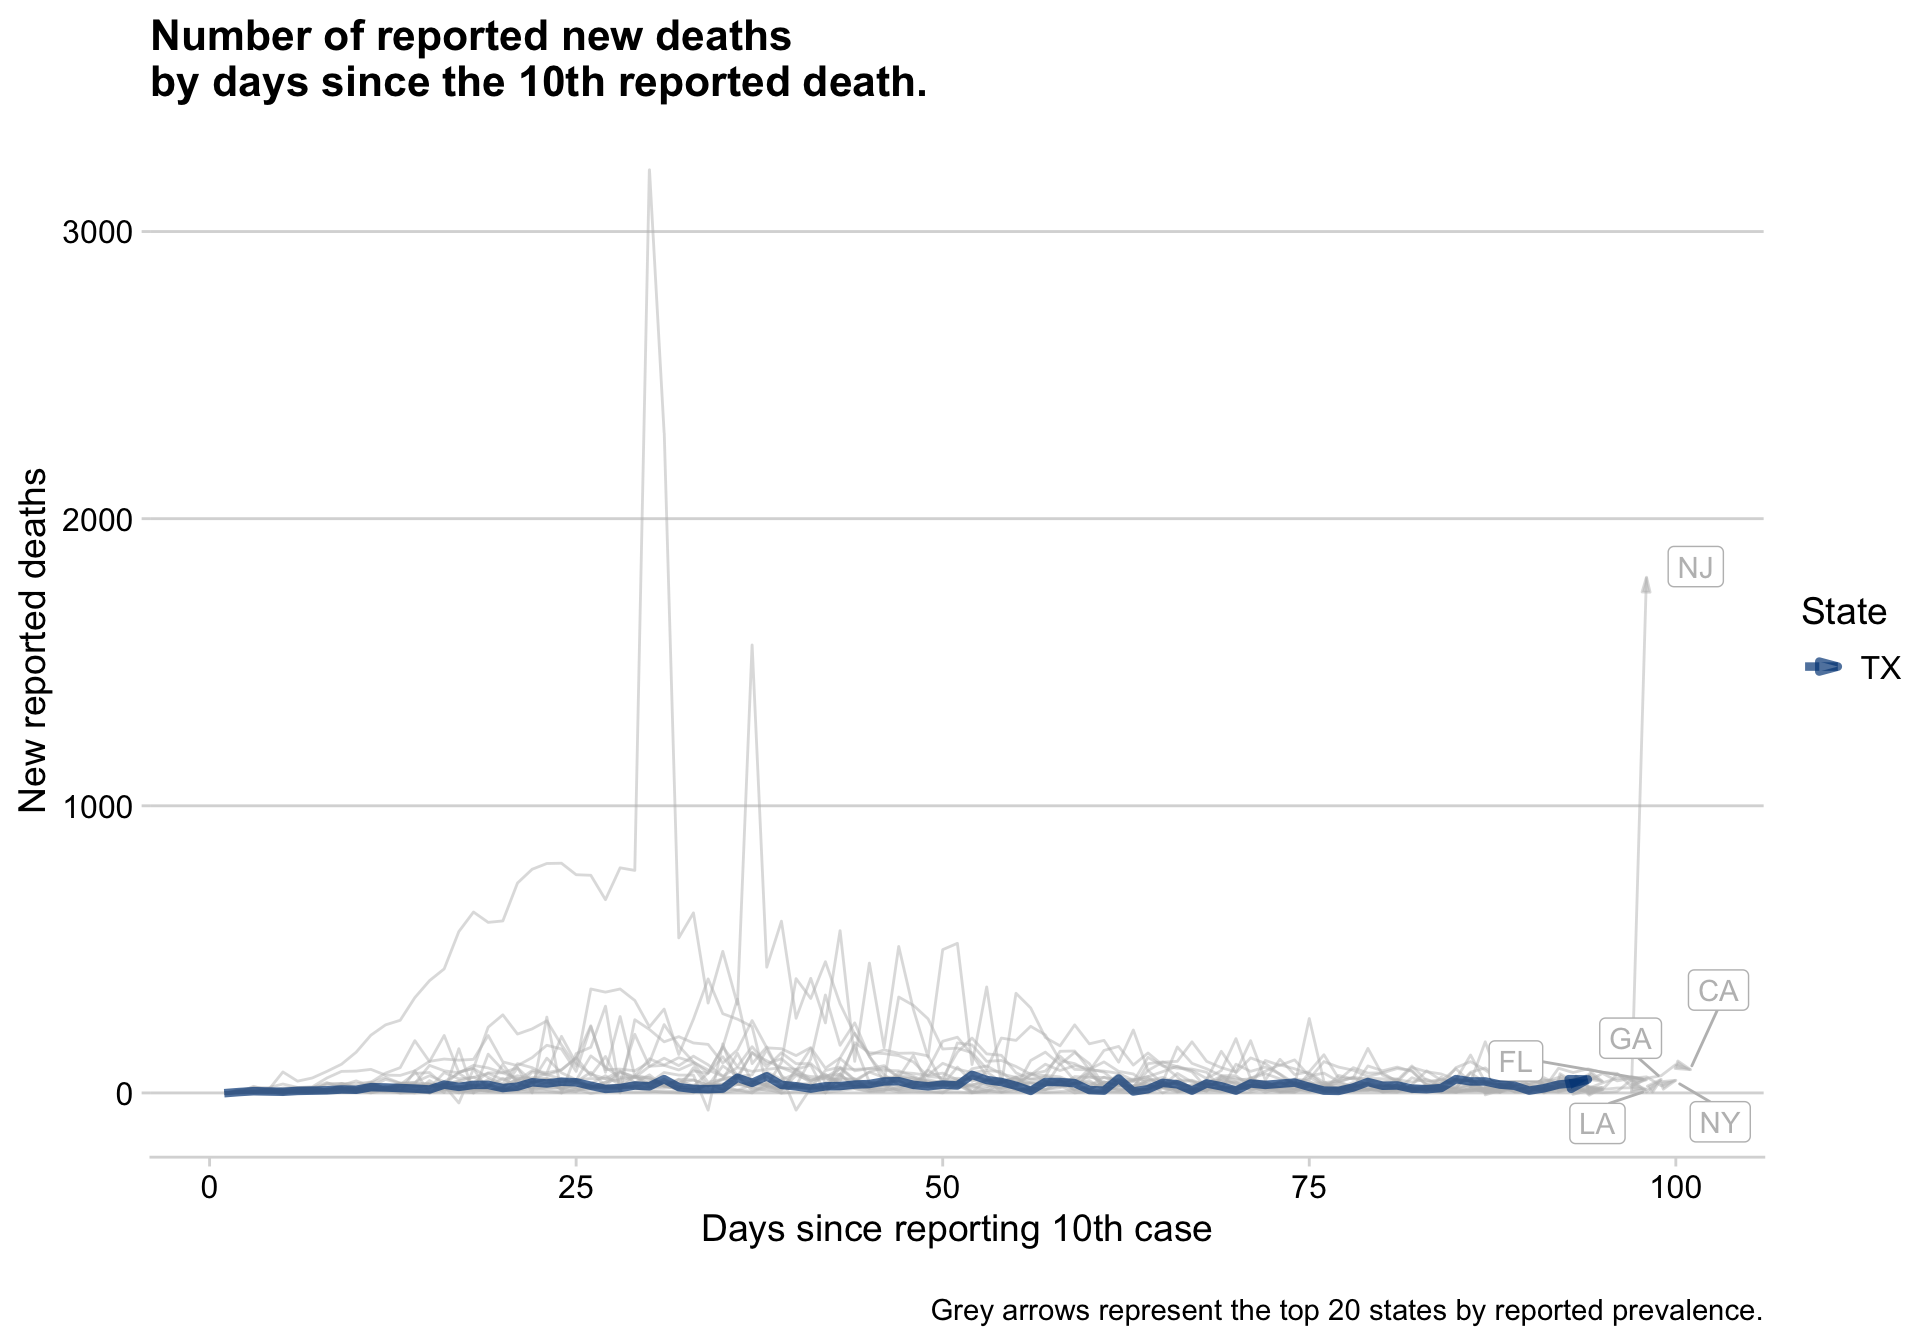 Number of reported new deaths
by days since the 10th reported death.
New reported deaths
3000
2000
1000
0
NJ
CA
GA
FL
LA
NY
State
TX
0
25
50
75
100
Days since reporting 10th case
Grey arrows represent the top 20 states by reported prevalence.